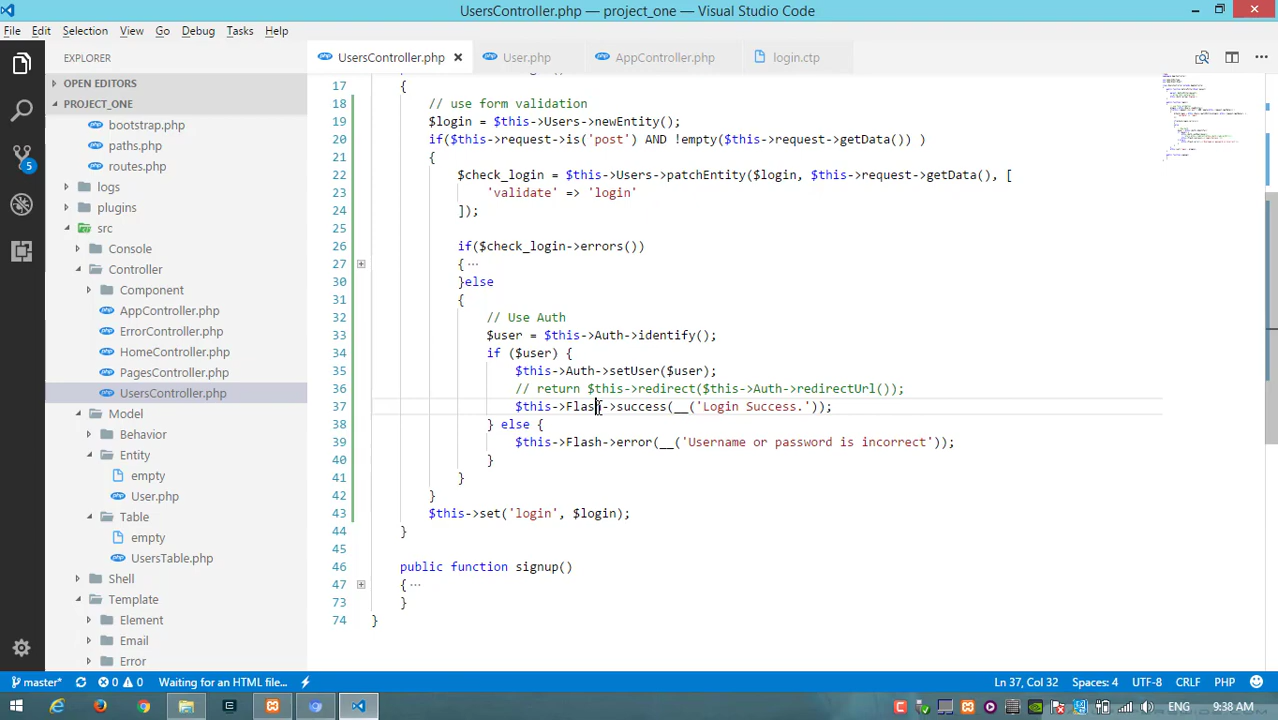 UsersController.php — project_one — Visual Studio Code
File Edit Selection View Go Debug Tasks Help
EXPLORER
OPEN EDITORS
PROJECT_ONE
bootstrap.php
paths.php
routes.php
logs
plugins
src
Console
Controller
Component
AppController.php
ErrorController.php
HomeController.php
PagesController.php
UsersController.php
Model
Behavior
Entity
empty
User.php
Table
empty
UsersTable.php
Shell
Template
Element
Email
Error
5
UsersController.php User.php AppController.php login.ctp
17 {
18 // use form validation
19 $login = $this->Users->newEntity();
20 if($this->request->is('post') AND !empty($this->request->getData()) )
21 {
22 $check_login = $this->Users->patchEntity($login, $this->request->getData(), [
23 'validate' => 'login'
24 ]);
25
26 if($check_login->errors())
27 { ...
30 }else
31 {
32 // Use Auth
33 $user = $this->Auth->identify();
34 if ($user) {
35 $this->Auth->setUser($user);
36 // return $this->redirect($this->Auth->redirectUrl());
37 $this->Flash->success(__('Login Success.'));
38 } else {
39 $this->Flash->error(__('Username or password is incorrect'));
40 }
41 }
42 }
43 $this->set('login', $login);
44 }
45
46 public function signup()
47 { ...
73 }
74 }
master* 0 0 Waiting for an HTML file... Ln 37, Col 32 Spaces: 4 UTF-8 CRLF PHP
ENG 9:38 AM